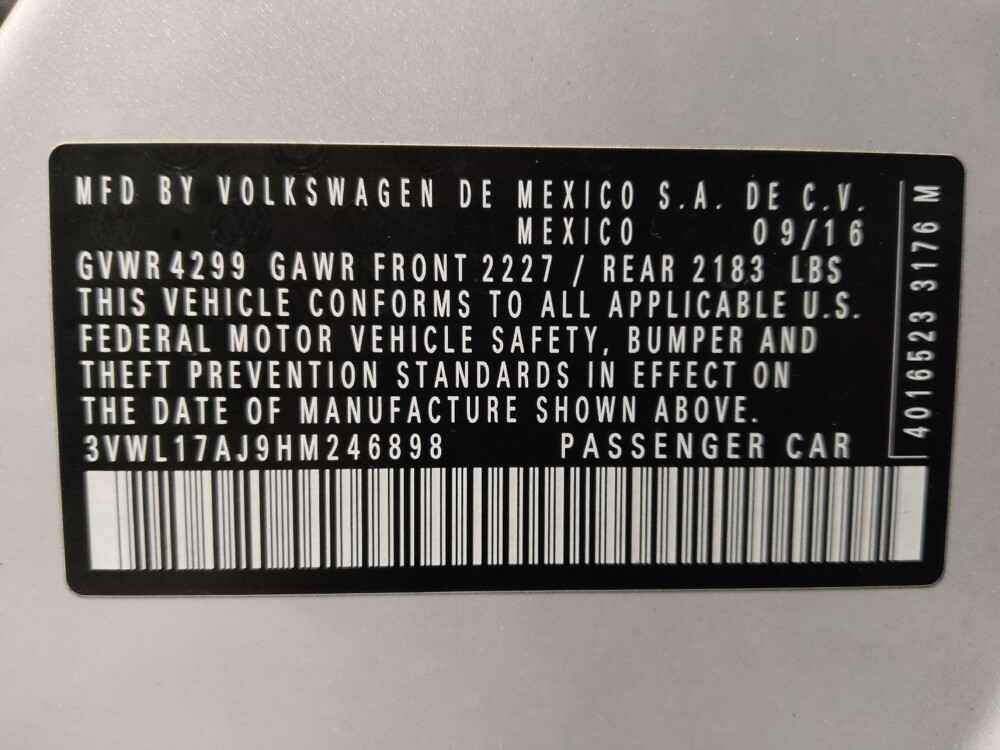 MFD BY VOLKSWAGEN DE MEXICO S.A. DE C.V.
MEXICO 09/16
GVWR 4299 GAWR FRONT 2227 / REAR 2183 LBS
THIS VEHICLE CONFORMS TO ALL APPLICABLE U.S.
FEDERAL MOTOR VEHICLE SAFETY, BUMPER AND
THEFT PREVENTION STANDARDS IN EFFECT ON
THE DATE OF MANUFACTURE SHOWN ABOVE.
3VWL17AJ9HM246898 PASSENGER CAR
4016523 3176 M